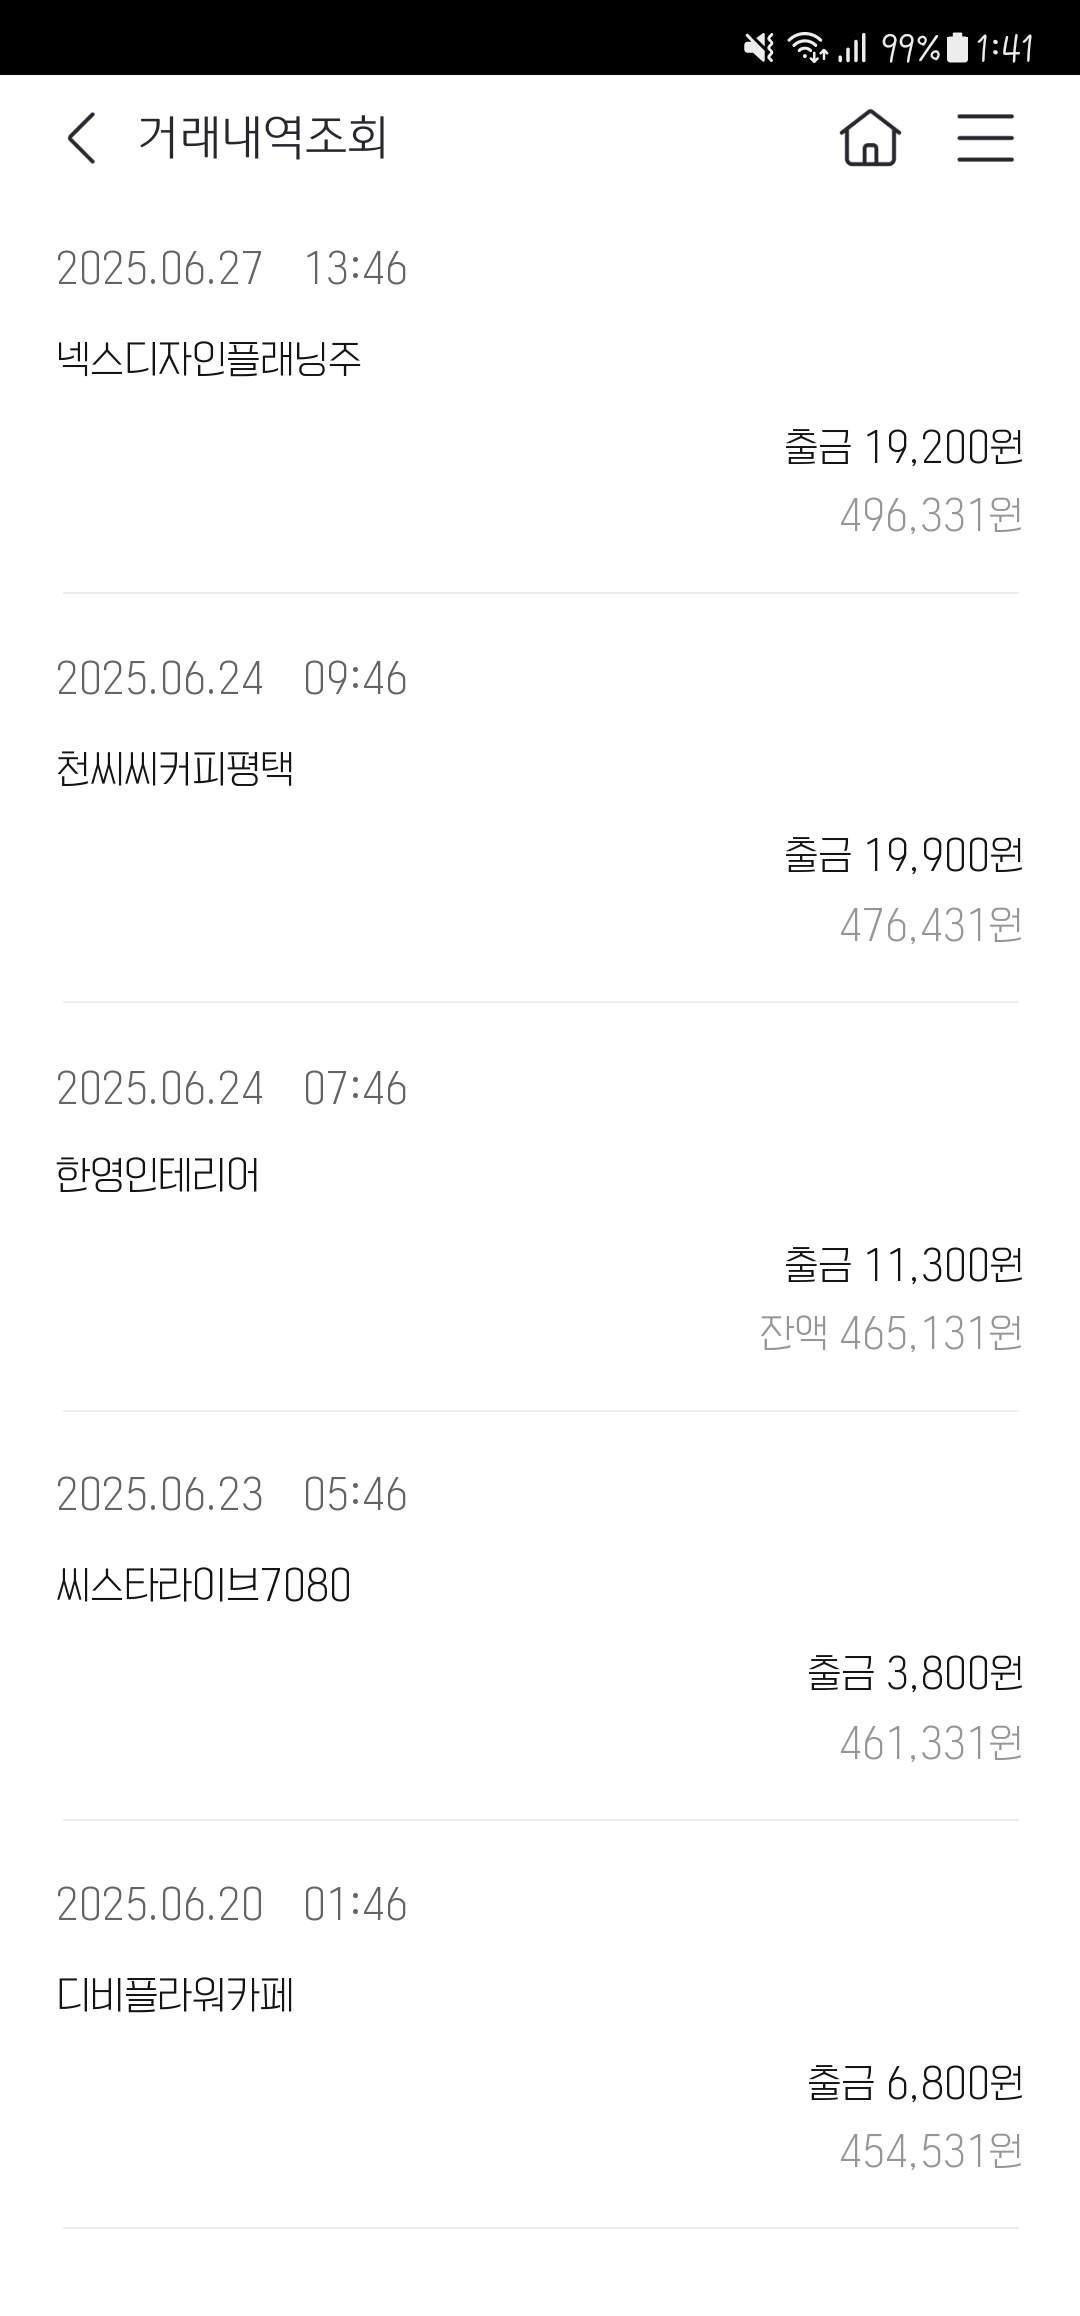 99% 1:41
거래내역조회
2025.06.27 13:46
넥스디자인플래닝주
출금 19,200원
496,331원
2025.06.24 09:46
천씨씨커피평택
출금 19,900원
476,431원
2025.06.24 07:46
한영인테리어
출금 11,300원
잔액 465,131원
2025.06.23 05:46
씨스타라이브7080
출금 3,800원
461,331원
2025.06.20 01:46
디비플라워카페
출금 6,800원
454,531원